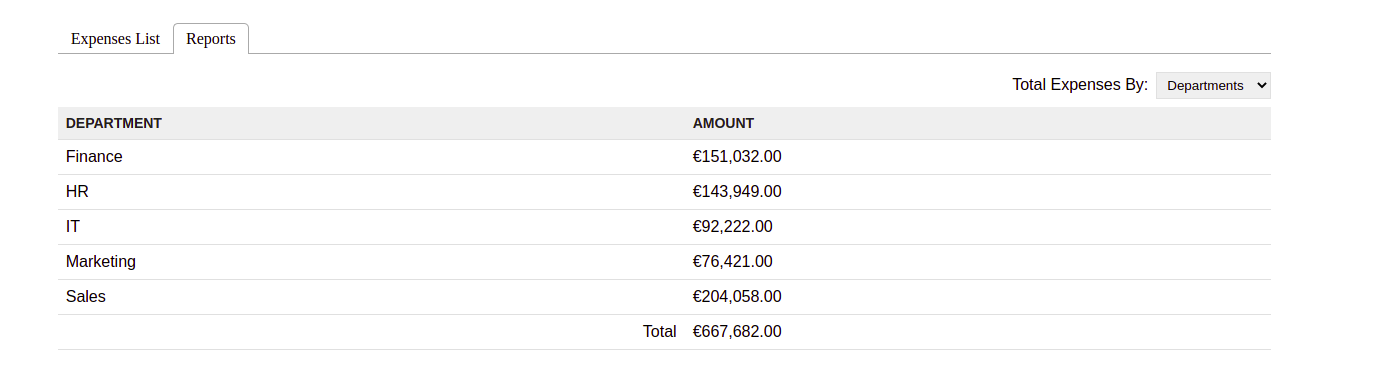 Expenses List Reports
Total Expenses By: Departments
DEPARTMENT AMOUNT
Finance €151,032.00
HR €143,949.00
IT €92,222.00
Marketing €76,421.00
Sales €204,058.00
Total €667,682.00